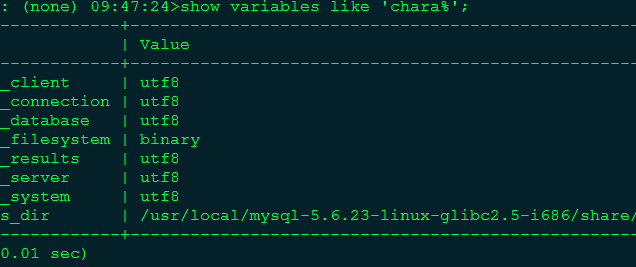 : (none) 09:47:24>show variables like 'chara%';
------------+----------------------------------------------------
            | Value
------------+----------------------------------------------------
_client     | utf8
_connection | utf8
_database   | utf8
_filesystem | binary
_results    | utf8
_server     | utf8
_system     | utf8
s_dir       | /usr/local/mysql-5.6.23-linux-glibc2.5-i686/share/
------------+----------------------------------------------------
0.01 sec)